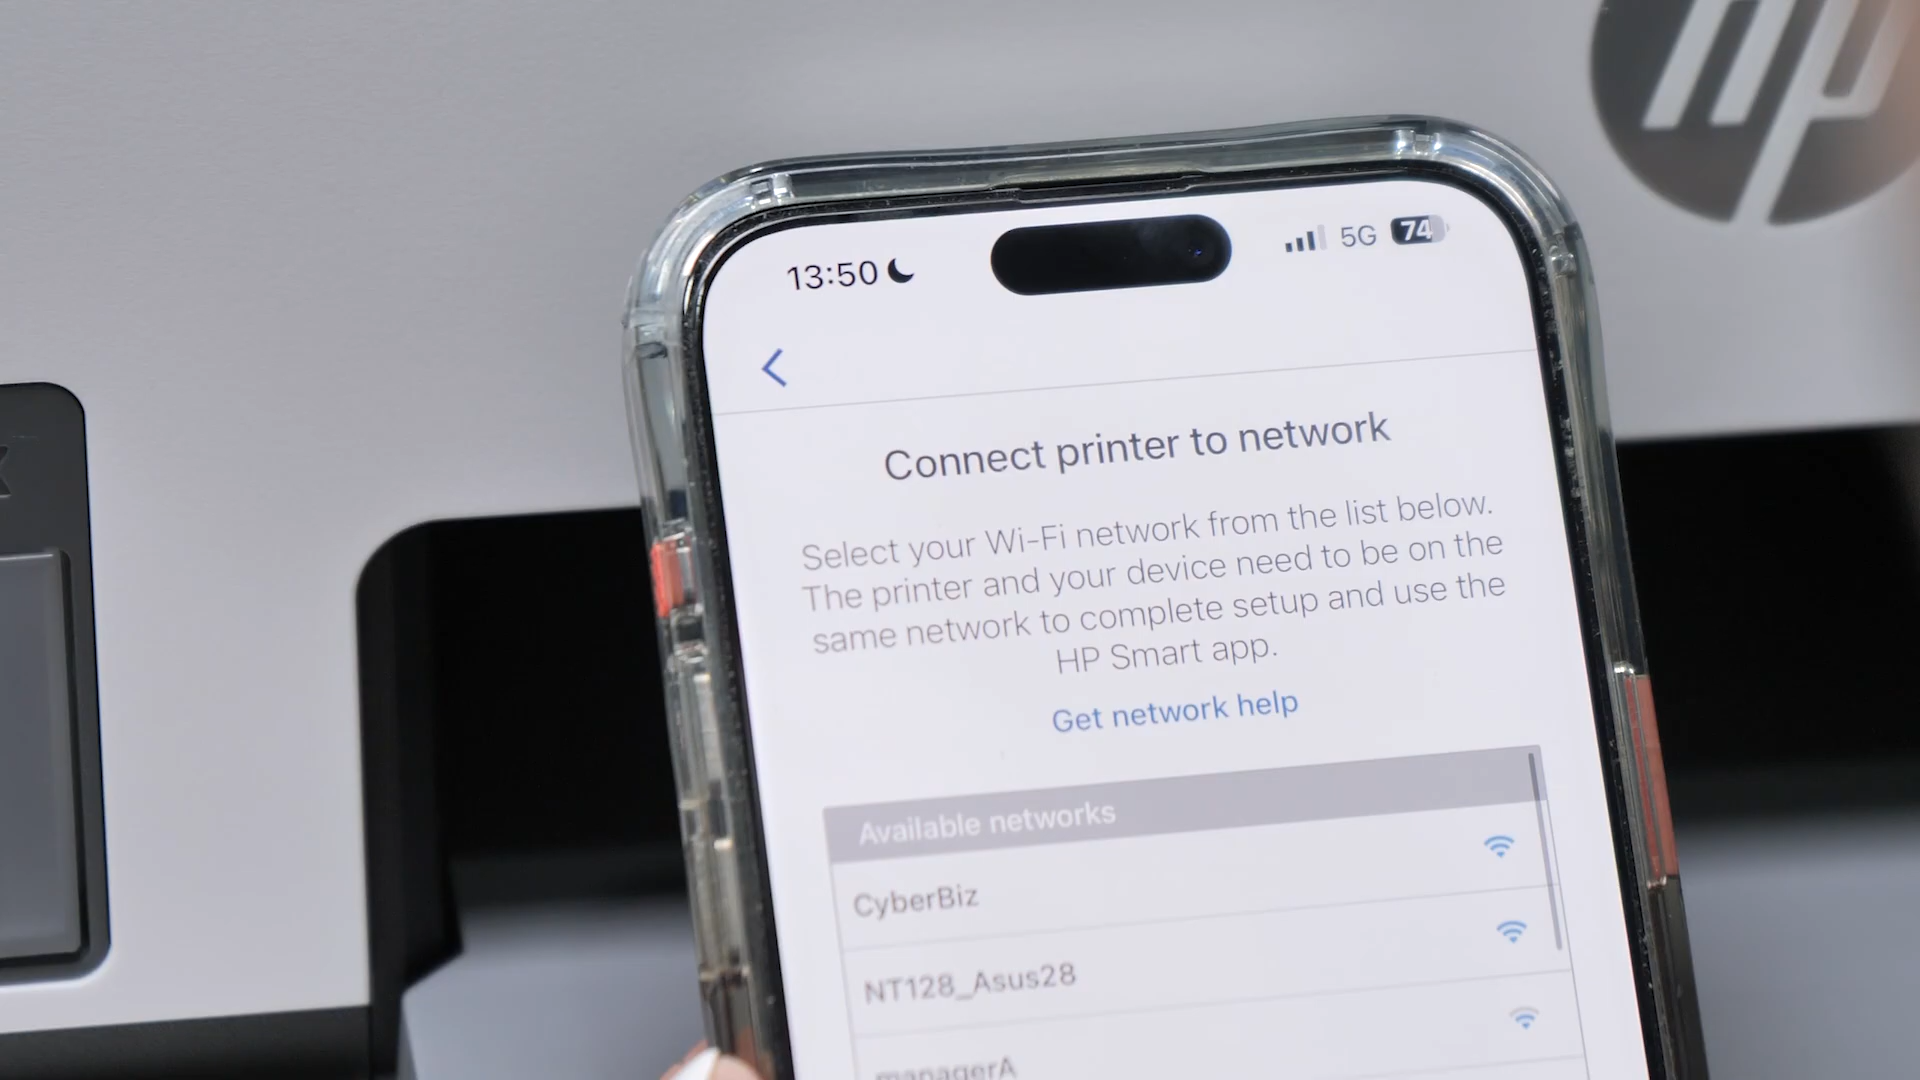 hp
13:50
5G
74
Connect printer to network
Select your Wi-Fi network from the list below.
The printer and your device need to be on the
same network to complete setup and use the
HP Smart app.
Get network help
Available networks
CyberBiz
NT128_Asus28
managerA